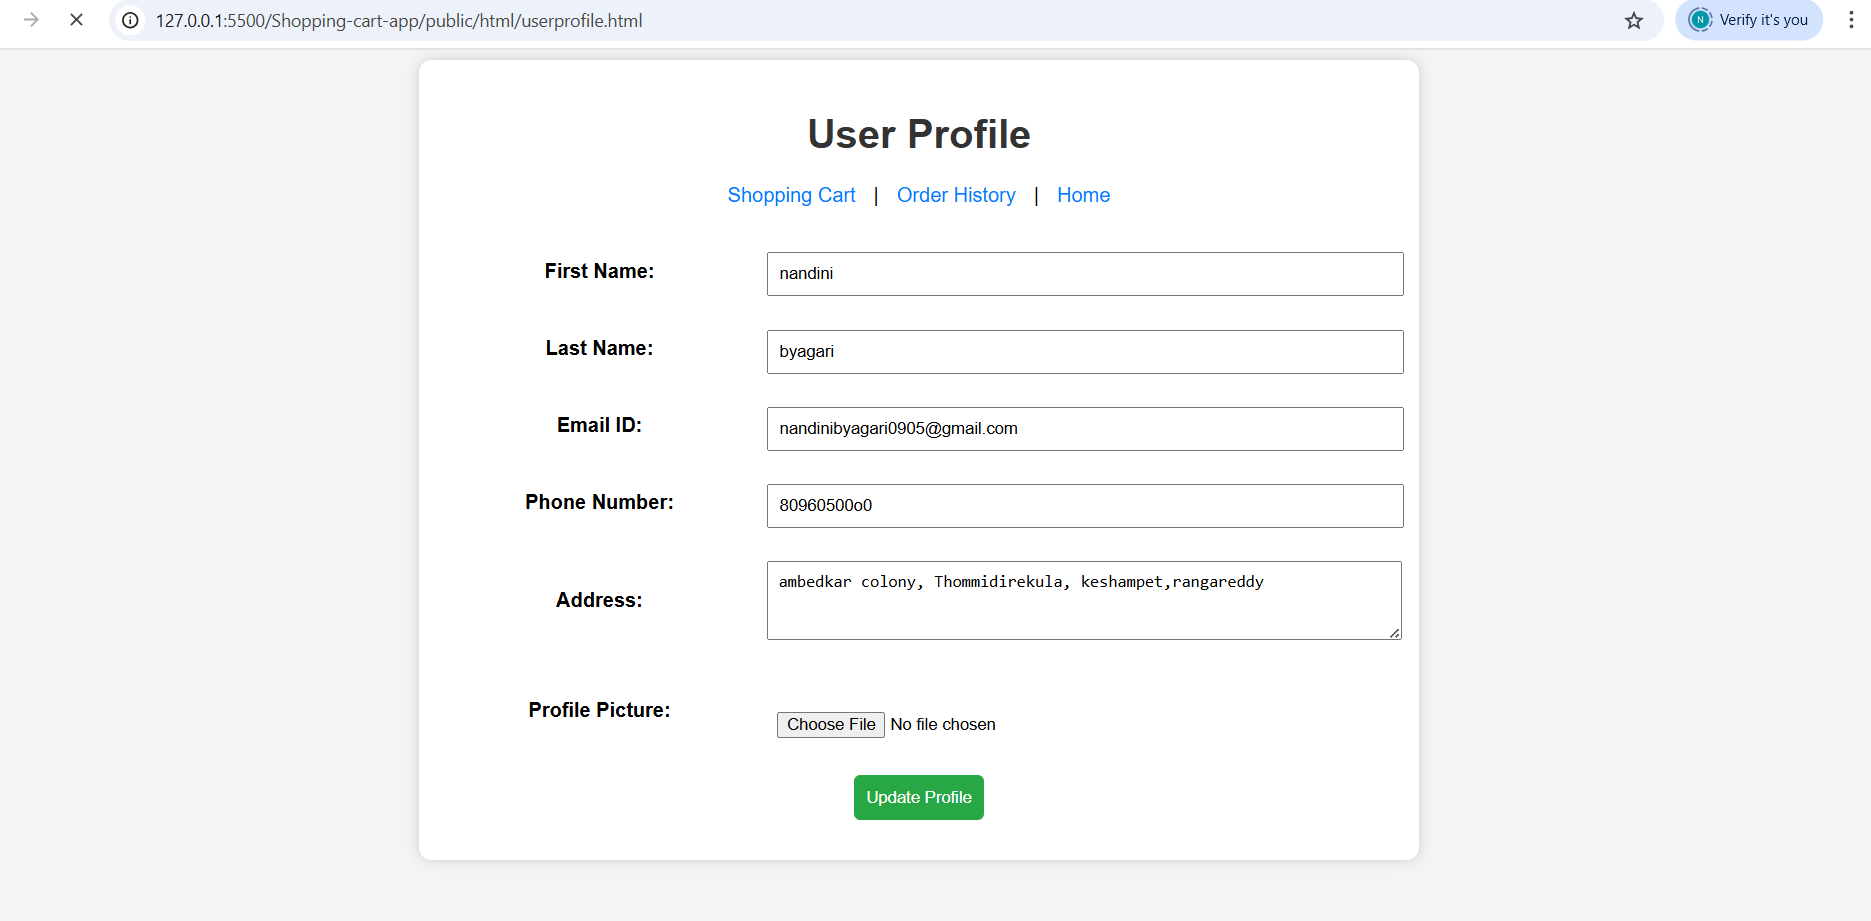 127.0.0.1:5500/Shopping-cart-app/public/html/userprofile.html
N Verify it's you
User Profile
Shopping Cart | Order History | Home
First Name: nandini
Last Name: byagari
Email ID: nandinibyagari0905@gmail.com
Phone Number: 80960500o0
Address: ambedkar colony, Thommidirekula, keshampet,rangareddy
Profile Picture: Choose File No file chosen
Update Profile